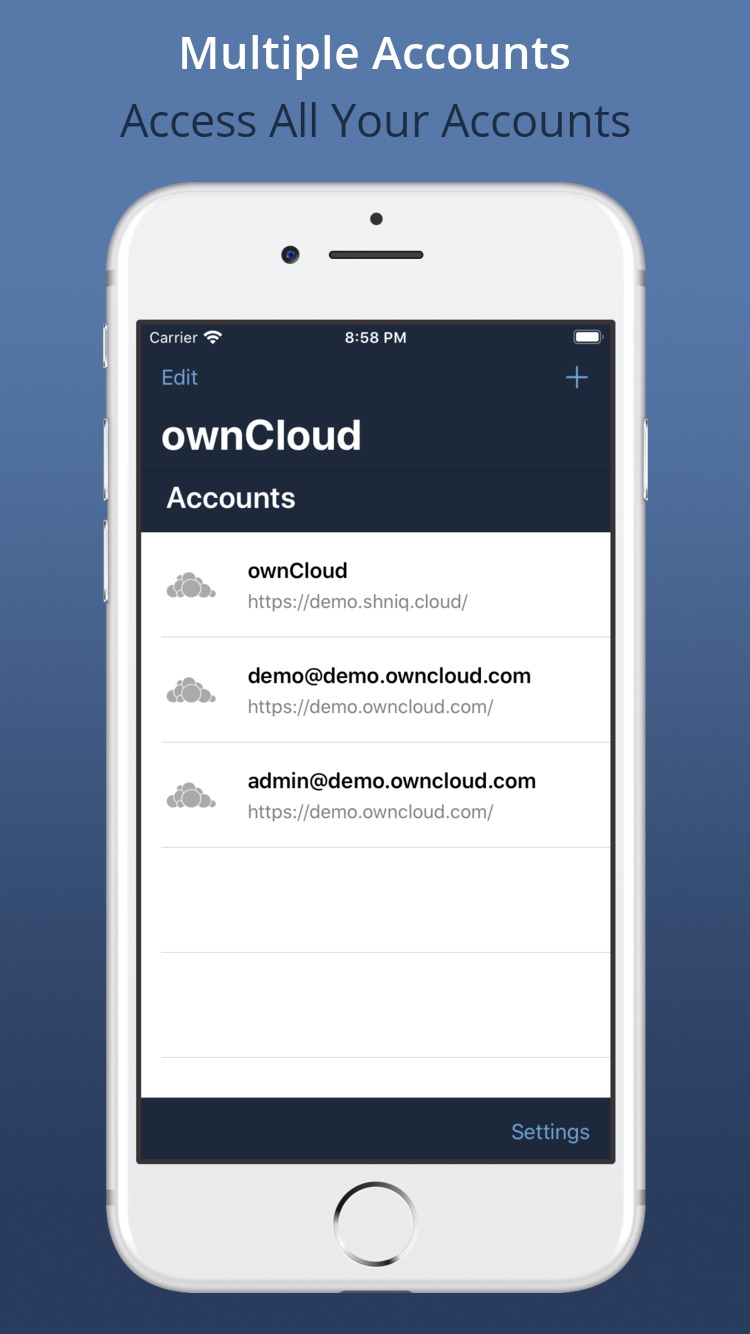 Multiple Accounts
Access All Your Accounts
Carrier 8:58 PM
Edit +
ownCloud
Accounts
ownCloud
https://demo.shniq.cloud/
demo@demo.owncloud.com
https://demo.owncloud.com/
admin@demo.owncloud.com
https://demo.owncloud.com/
Settings